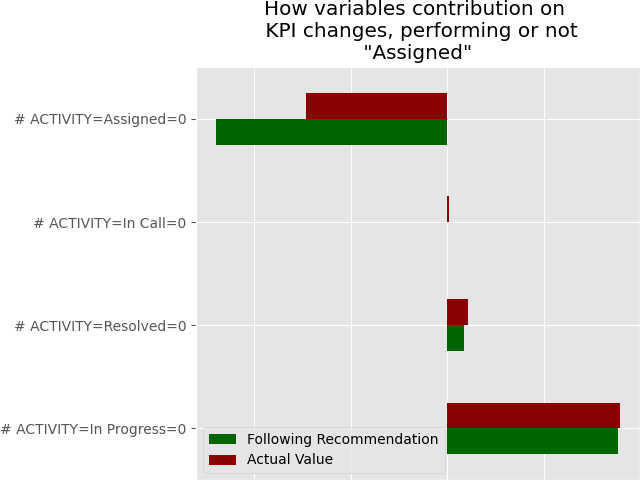 How variables contribution on
KPI changes, performing or not
"Assigned"
# ACTIVITY=Assigned=0
# ACTIVITY=In Call=0
# ACTIVITY=Resolved=0
# ACTIVITY=In Progress=0
Following Recommendation
Actual Value